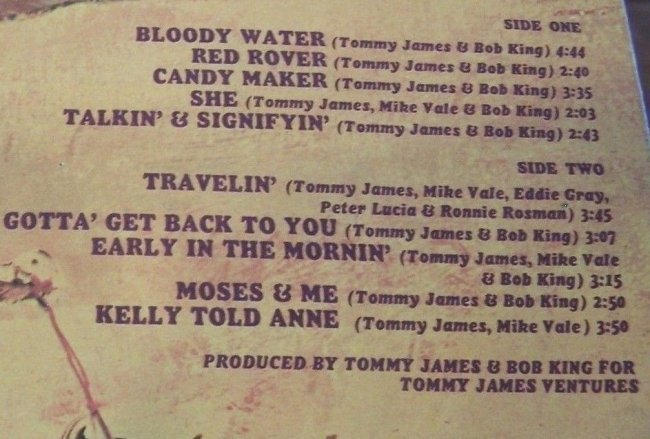 SIDE ONE
BLOODY WATER (Tommy James & Bob King) 4:44
RED ROVER (Tommy James & Bob King) 2:40
CANDY MAKER (Tommy James & Bob King) 3:35
SHE (Tommy James, Mike Vale & Bob King) 2:03
TALKIN' & SIGNIFYIN' (Tommy James & Bob King) 2:43
SIDE TWO
TRAVELIN' (Tommy James, Mike Vale, Eddie Gray,
Peter Lucia & Ronnie Rosman) 3:45
GOTTA' GET BACK TO YOU (Tommy James & Bob King) 3:07
EARLY IN THE MORNIN' (Tommy James, Mike Vale
& Bob King) 3:15
MOSES & ME (Tommy James & Bob King) 2:50
KELLY TOLD ANNE (Tommy James, Mike Vale) 3:50
PRODUCED BY TOMMY JAMES & BOB KING FOR
TOMMY JAMES VENTURES